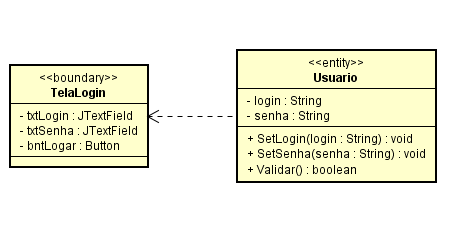 <<boundary>>
TelaLogin
- txtLogin : JTextField
- txtSenha : JTextField
- bntLogar : Button
<<entity>>
Usuario
- login : String
- senha : String
+ SetLogin(login : String) : void
+ SetSenha(senha : String) : void
+ Validar() : boolean